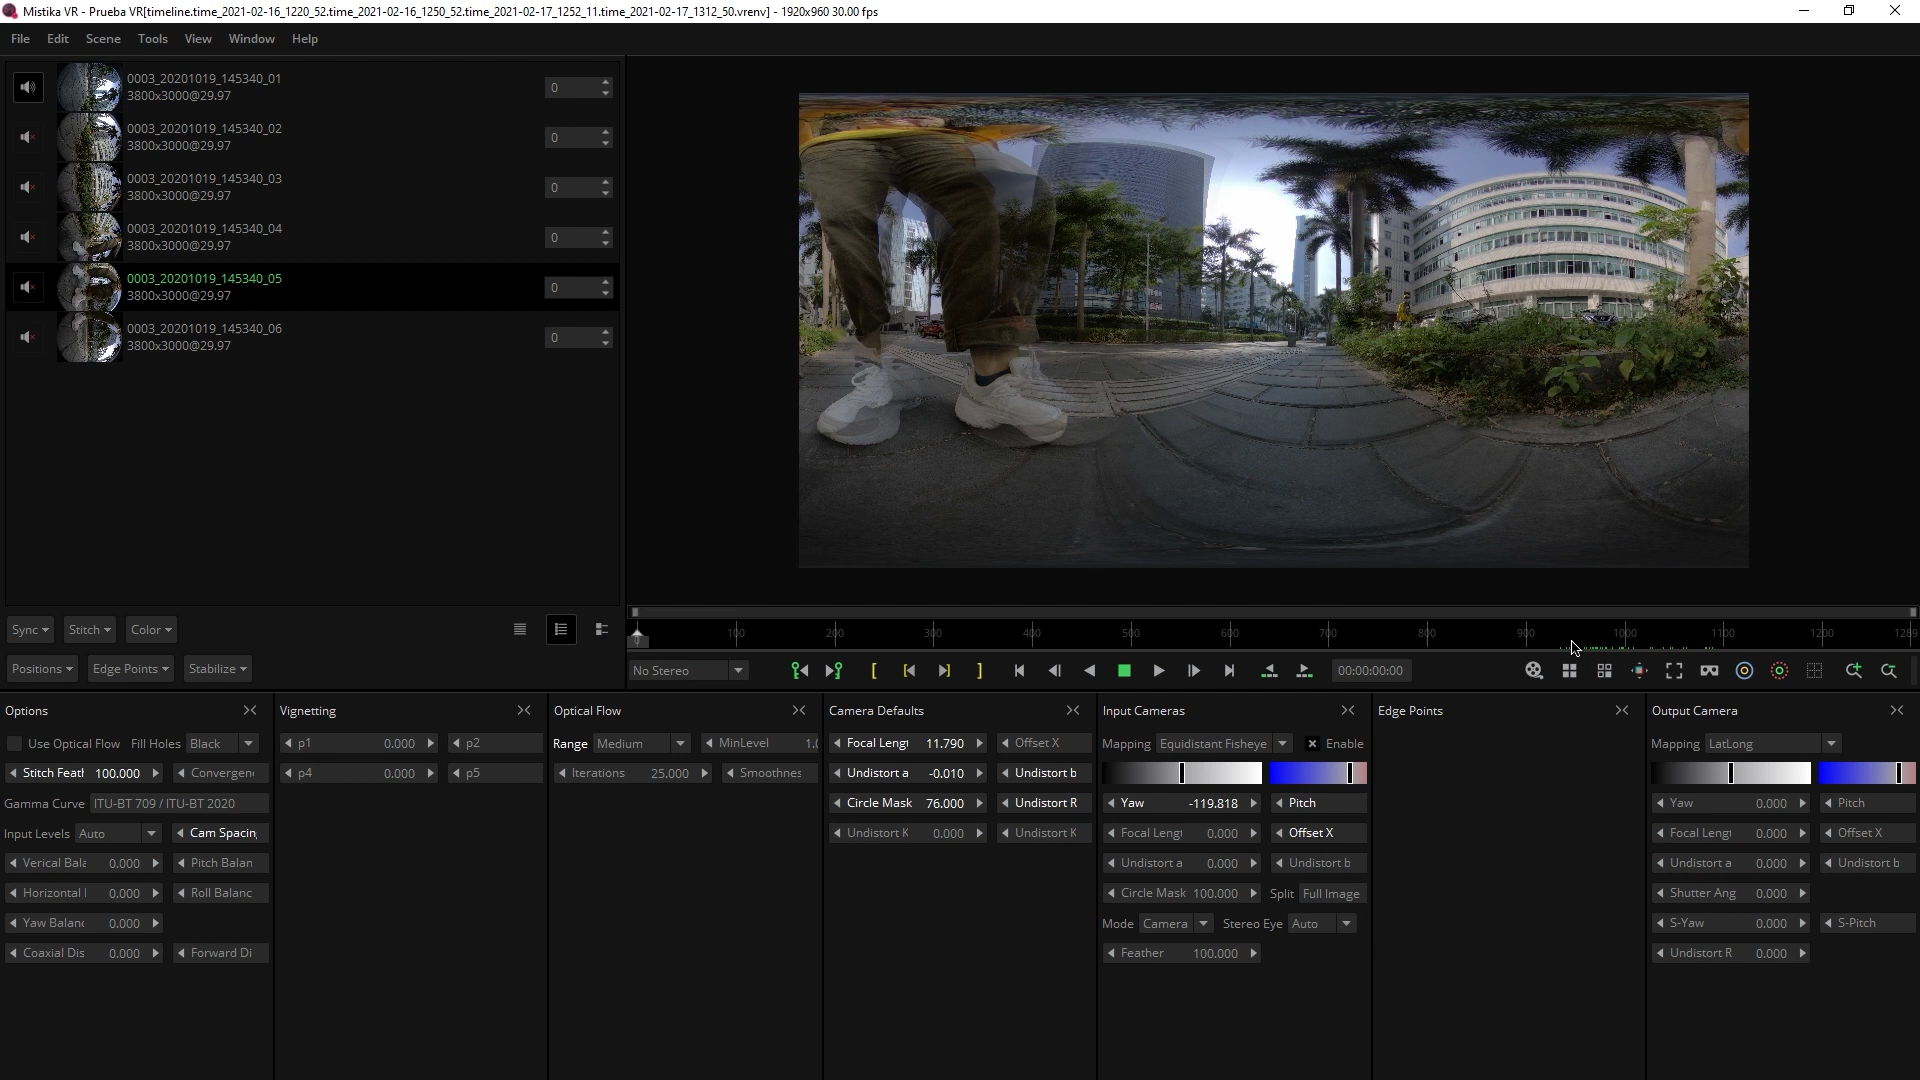 Mistika VR - Prueba VR[timeline.time_2021-02-16_1220_52.time_2021-02-16_1250_52.time_2021-02-17_1252_11.time_2021-02-17_1312_50.vrenv] - 1920x960 30.00 fps
File Edit Scene Tools View Window Help
0003_20201019_145340_01
3800x3000@29.97
0
0003_20201019_145340_02
3800x3000@29.97
0
0003_20201019_145340_03
3800x3000@29.97
0
0003_20201019_145340_04
3800x3000@29.97
0
0003_20201019_145340_05
3800x3000@29.97
0
0003_20201019_145340_06
3800x3000@29.97
0
Sync Stitch Color
Positions Edge Points Stabilize
0 100 200 300 400 500 600 700 800 900 1000 1100 1200 1289
No Stereo [ ] 00:00:00:00
Options
Use Optical Flow Fill Holes Black
Stitch Featl 100.000 Convergen
Gamma Curve ITU-BT 709 / ITU-BT 2020
Input Levels Auto Cam Spacin
Verical Bala 0.000 Pitch Balan
Horizontal I 0.000 Roll Balanc
Yaw Balanc 0.000
Coaxial Dis 0.000 Forward Di
Vignetting
p1 0.000 p2
p4 0.000 p5
Optical Flow
Range Medium MinLevel 1.0
Iterations 25.000 Smoothnes
Camera Defaults
Focal Lengt 11.790 Offset X
Undistort a -0.010 Undistort b
Circle Mask 76.000 Undistort R
Undistort K 0.000 Undistort K
Input Cameras
Mapping Equidistant Fisheye Enable
Yaw -119.818 Pitch
Focal Lengt 0.000 Offset X
Undistort a 0.000 Undistort b
Circle Mask 100.000 Split Full Image
Mode Camera Stereo Eye Auto
Feather 100.000
Edge Points
Output Camera
Mapping LatLong
Yaw 0.000 Pitch
Focal Lengt 0.000 Offset X
Undistort a 0.000 Undistort b
Shutter Ang 0.000
S-Yaw 0.000 S-Pitch
Undistort R 0.000